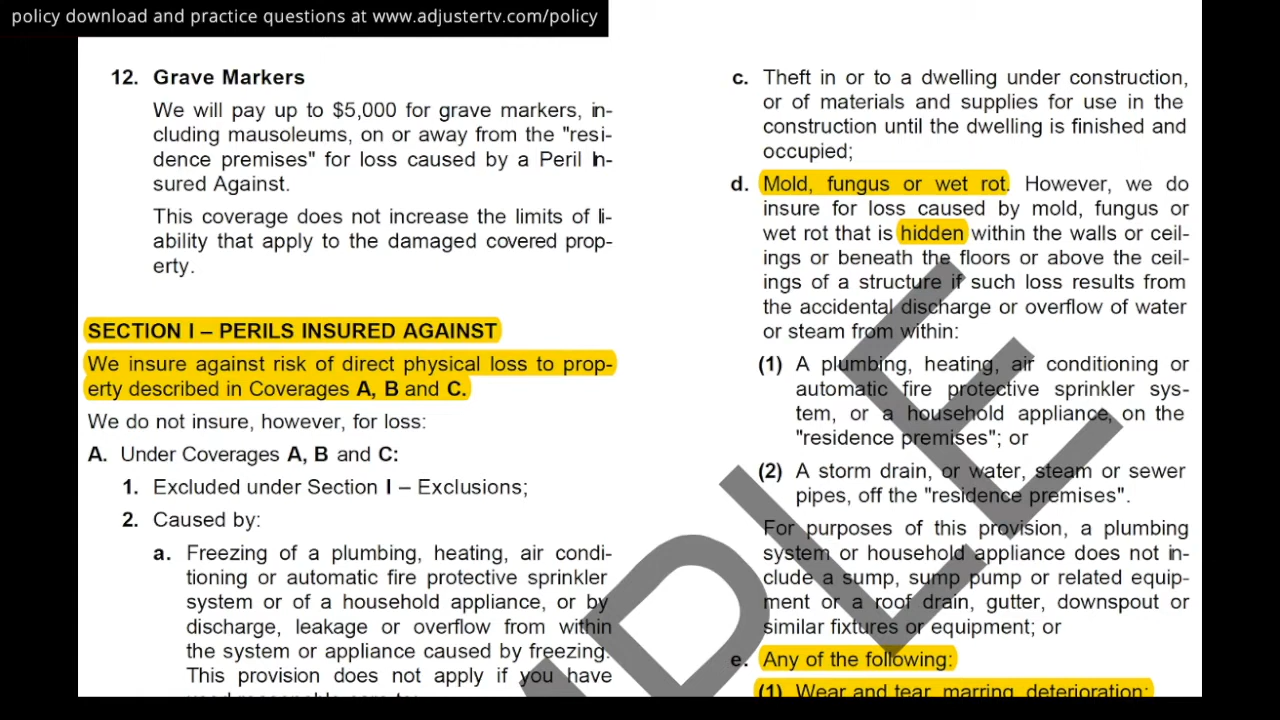 policy download and practice questions at www.adjustertv.com/policy
12. Grave Markers
We will pay up to $5,000 for grave markers, in-
cluding mausoleums, on or away from the "resi-
dence premises" for loss caused by a Peril In-
sured Against.
This coverage does not increase the limits of li-
ability that apply to the damaged covered prop-
erty.
SECTION I – PERILS INSURED AGAINST
We insure against risk of direct physical loss to prop-
erty described in Coverages A, B and C.
We do not insure, however, for loss:
A. Under Coverages A, B and C:
1. Excluded under Section I – Exclusions;
2. Caused by:
a. Freezing of a plumbing, heating, air condi-
tioning or automatic fire protective sprinkler
system or of a household appliance, or by
discharge, leakage or overflow from within
the system or appliance caused by freezing.
This provision does not apply if you have
c. Theft in or to a dwelling under construction,
or of materials and supplies for use in the
construction until the dwelling is finished and
occupied;
d. Mold, fungus or wet rot. However, we do
insure for loss caused by mold, fungus or
wet rot that is hidden within the walls or ceil-
ings or beneath the floors or above the ceil-
ings of a structure if such loss results from
the accidental discharge or overflow of water
or steam from within:
(1) A plumbing, heating, air conditioning or
automatic fire protective sprinkler sys-
tem, or a household appliance, on the
"residence premises"; or
(2) A storm drain, or water, steam or sewer
pipes, off the "residence premises".
For purposes of this provision, a plumbing
system or household appliance does not in-
clude a sump, sump pump or related equip-
ment or a roof drain, gutter, downspout or
similar fixtures or equipment; or
e. Any of the following:
(1) Wear and tear, marring, deterioration;